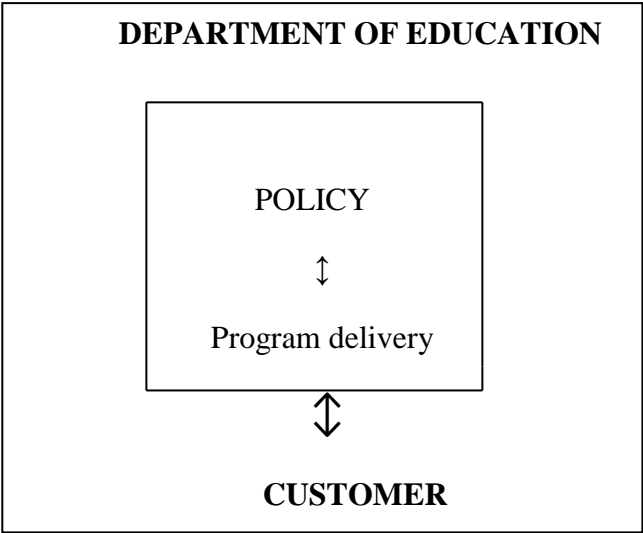 DEPARTMENT OF EDUCATION
POLICY
↕
Program delivery
↕
CUSTOMER